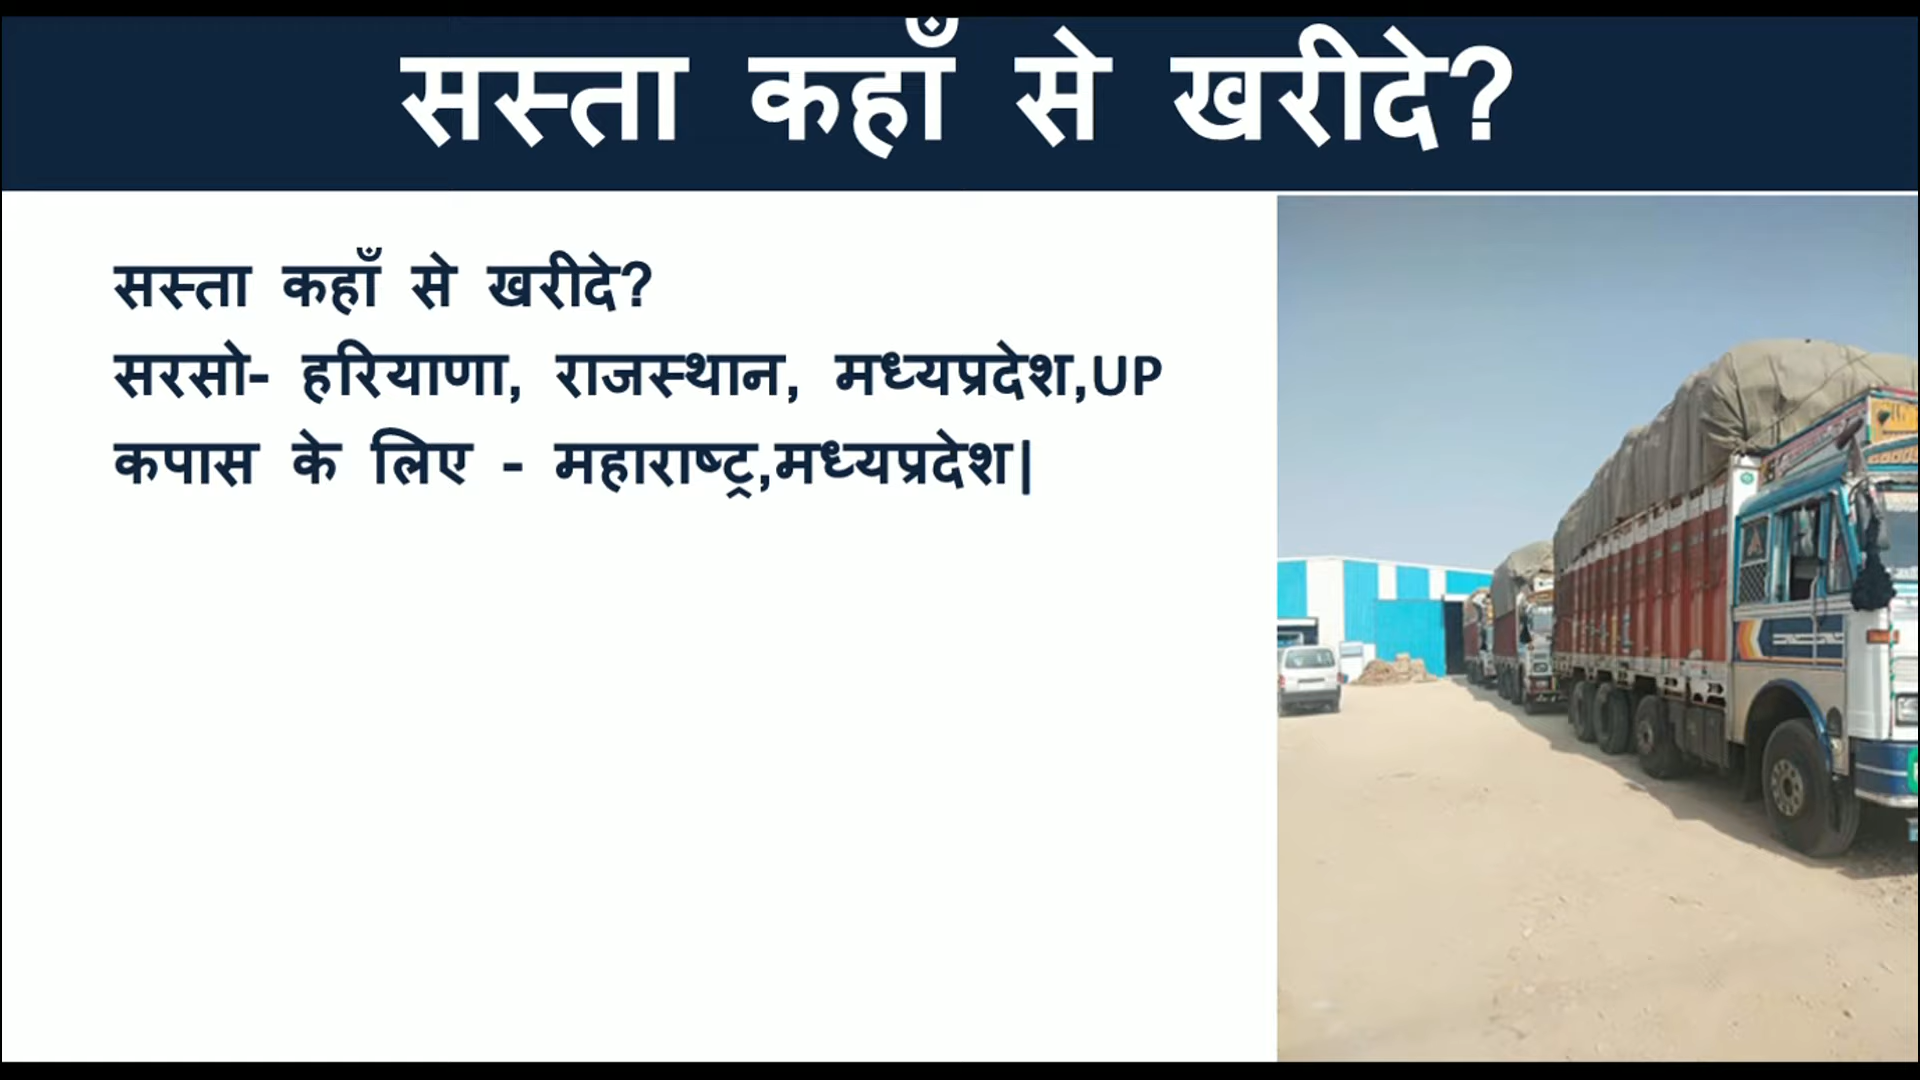 सस्ता कहाँ से खरीदे?
सस्ता कहाँ से खरीदे?
सरसो- हरियाणा, राजस्थान, मध्यप्रदेश,UP
कपास के लिए - महाराष्ट्र,मध्यप्रदेश|